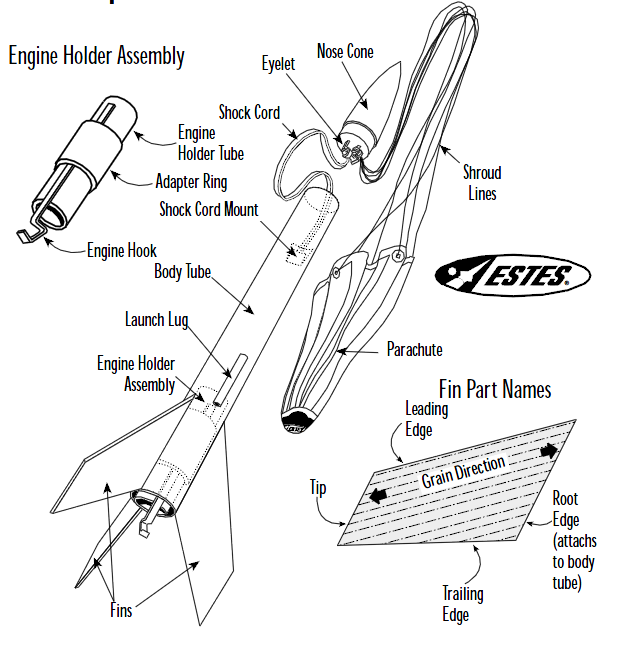 Engine Holder Assembly
Eyelet
Nose Cone
Shock Cord
Engine
Holder Tube
Adapter Ring
Shock Cord Mount
Shroud
Lines
Engine Hook
Body Tube
ESTES®
Launch Lug
Engine Holder
Assembly
Parachute
Fin Part Names
Leading
Edge
Grain Direction
Tip
Root
Edge
(attachs
to body
tube)
Trailing
Edge
Fins